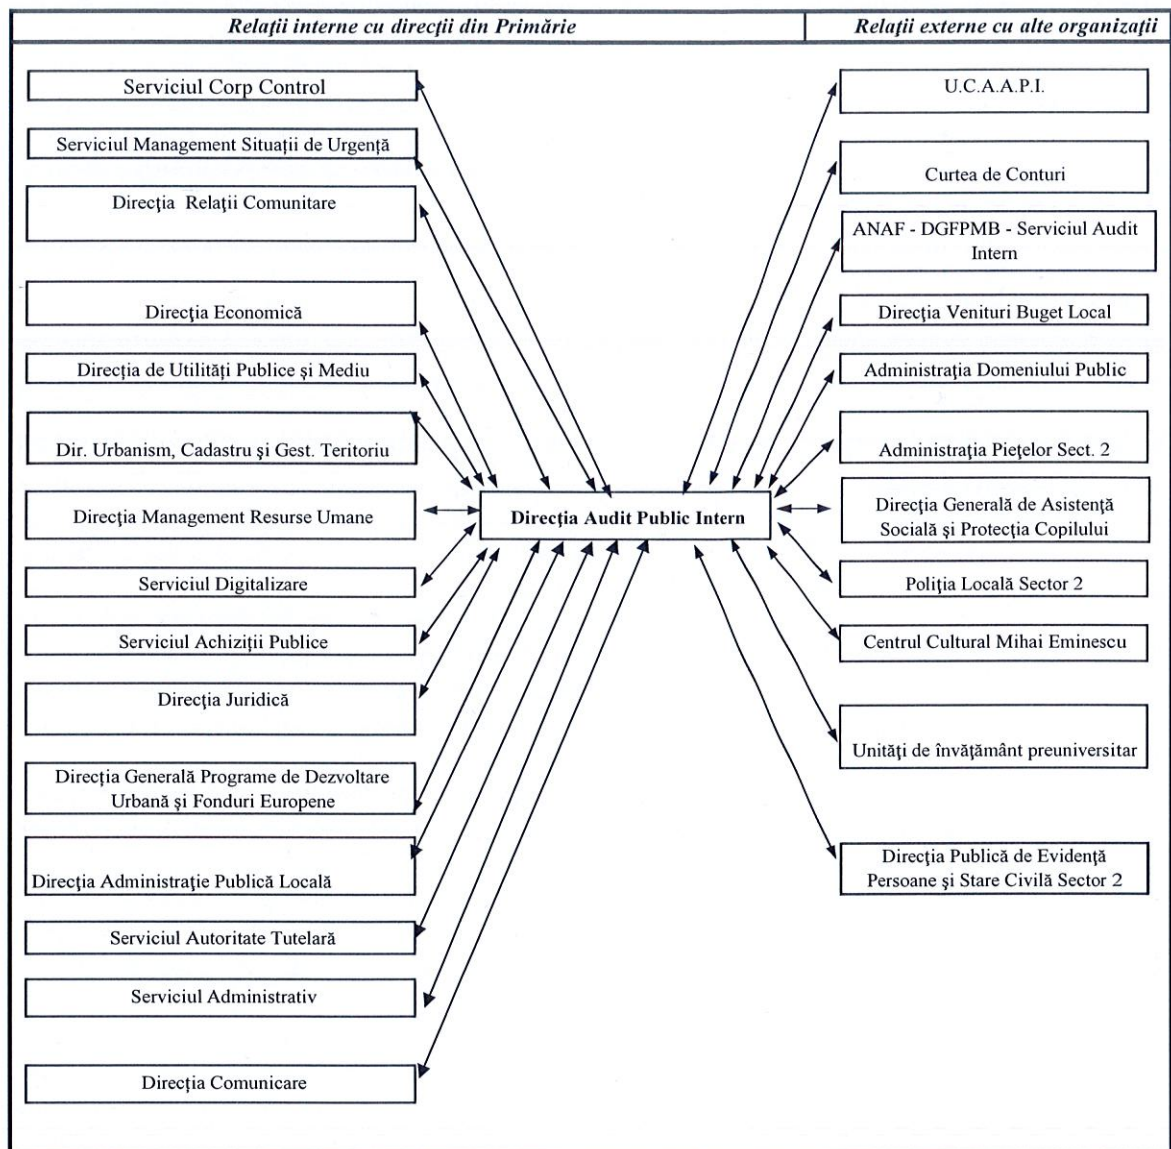 Relaţii interne cu direcţii din Primărie
Relaţii externe cu alte organizaţii
Serviciul Corp Control
Serviciul Management Situații de Urgență
Direcţia Relaţii Comunitare
Direcţia Economică
Direcția de Utilităţi Publice şi Mediu
Dir. Urbanism, Cadastru şi Gest. Teritoriu
Direcţia Management Resurse Umane
Serviciul Digitalizare
Serviciul Achiziții Publice
Direcţia Juridică
Direcţia Generală Programe de Dezvoltare
Urbană şi Fonduri Europene
Direcţia Administraţie Publică Locală
Serviciul Autoritate Tutelară
Serviciul Administrativ
Direcţia Comunicare
Direcţia Audit Public Intern
U.C.A.A.P.I.
Curtea de Conturi
ANAF - DGFPMB - Serviciul Audit
Intern
Direcţia Venituri Buget Local
Administraţia Domeniului Public
Administraţia Pieţelor Sect. 2
Direcţia Generală de Asistenţă
Socială şi Protecţia Copilului
Poliţia Locală Sector 2
Centrul Cultural Mihai Eminescu
Unităţi de învăţământ preuniversitar
Direcţia Publică de Evidenţă
Persoane şi Stare Civilă Sector 2